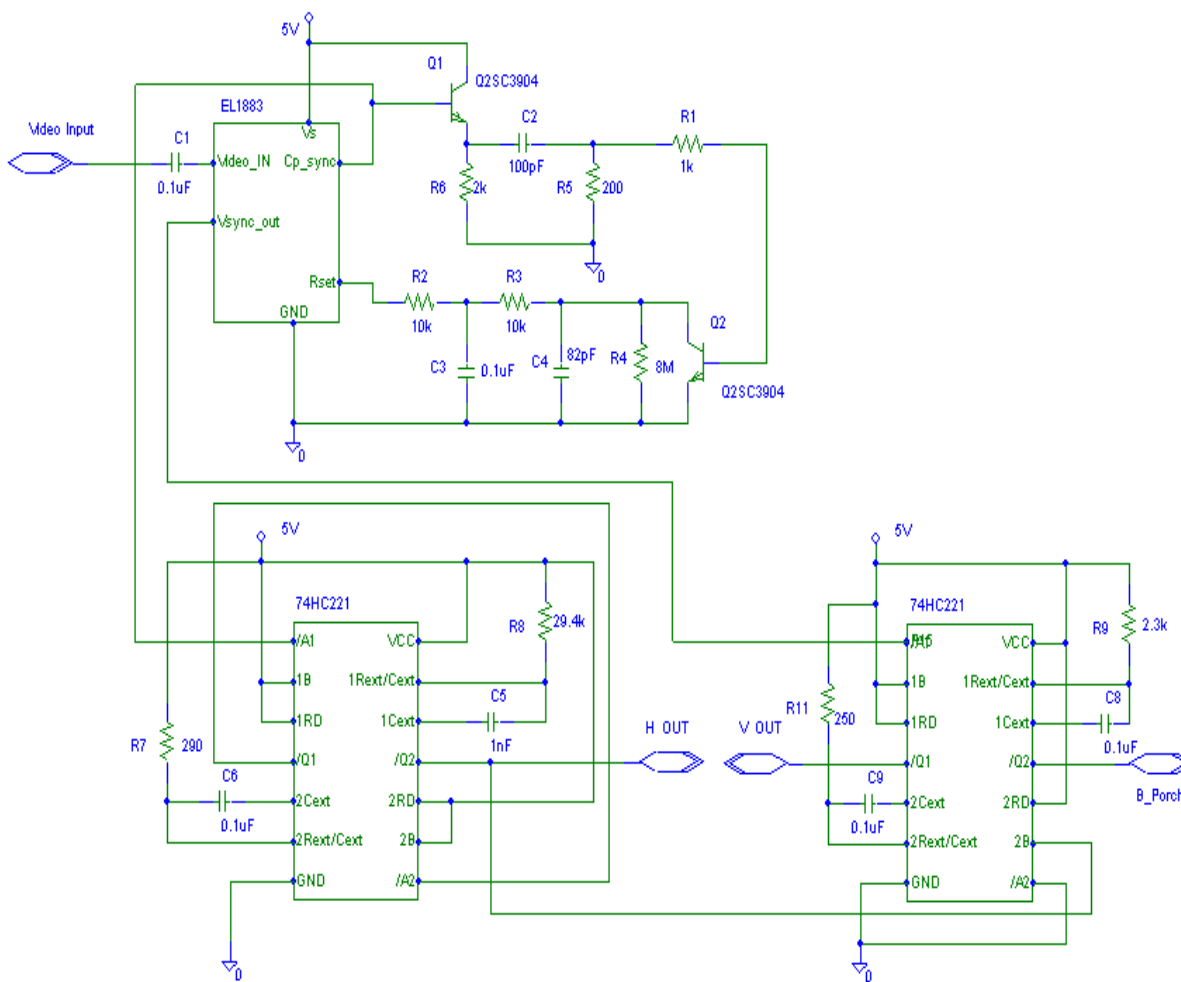 5V
Q1
Q2SC3904
EL1883
Video Input
C1
0.1uF
Vs
Video_IN
Cp_sync
Vsync_out
Rset
GND
C2
100pF
R1
1k
R6
2k
R5
200
0
R2
10k
R3
10k
C3
0.1uF
C4
82pF
R4
8M
Q2
Q2SC3904
0
5V
74HC221
R8
29.4k
/A1
VCC
1B
1Rext/Cext
1RD
1Cext
C5
1nF
R7
290
/Q1
/Q2
C6
0.1uF
2Cext
2RD
2Rext/Cext
2B
GND
/A2
0
H OUT
V OUT
5V
74HC221
R9
2.3k
VCC
1B
1Rext/Cext
R11
250
1RD
1Cext
C8
0.1uF
/Q1
/Q2
B_Porch
C9
0.1uF
2Cext
2RD
2Rext/Cext
2B
GND
/A2
0